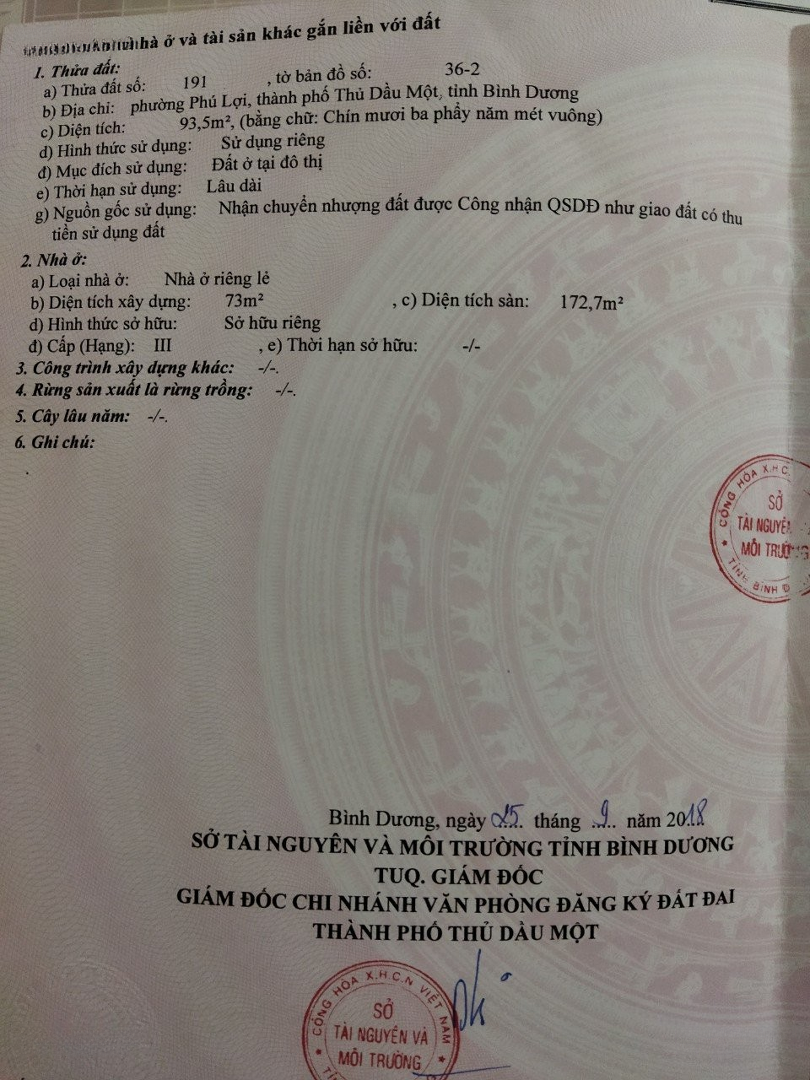 nhà ở và tài sản khác gắn liền với đất
1. Thửa đất:
a) Thửa đất số: 191 , tờ bản đồ số: 36-2
b) Địa chỉ: phường Phú Lợi, thành phố Thủ Dầu Một, tỉnh Bình Dương
c) Diện tích: 93,5m², (bằng chữ: Chín mươi ba phẩy năm mét vuông)
d) Hình thức sử dụng: Sử dụng riêng
đ) Mục đích sử dụng: Đất ở tại đô thị
e) Thời hạn sử dụng: Lâu dài
g) Nguồn gốc sử dụng: Nhận chuyển nhượng đất được Công nhận QSDĐ như giao đất có thu
tiền sử dụng đất
2. Nhà ở:
a) Loại nhà ở: Nhà ở riêng lẻ
b) Diện tích xây dựng: 73m² , c) Diện tích sàn: 172,7m²
d) Hình thức sở hữu: Sở hữu riêng
đ) Cấp (Hạng): III , e) Thời hạn sở hữu: -/-
3. Công trình xây dựng khác: -/-.
4. Rừng sản xuất là rừng trồng: -/-.
5. Cây lâu năm: -/-.
6. Ghi chú:
CỘNG HÒA X.H.C.
SỞ
TÀI NGUYÊ
MÔI TRƯỜNG
TỈNH BÌNH D
Bình Dương, ngày 25 tháng 9 năm 2018
SỞ TÀI NGUYÊN VÀ MÔI TRƯỜNG TỈNH BÌNH DƯƠNG
TUQ. GIÁM ĐỐC
GIÁM ĐỐC CHI NHÁNH VĂN PHÒNG ĐĂNG KÝ ĐẤT ĐAI
THÀNH PHỐ THỦ DẦU MỘT
CỘNG HÒA X.H.C.N VIỆT NAM
SỞ
TÀI NGUYÊN VÀ
MÔI TRƯỜNG